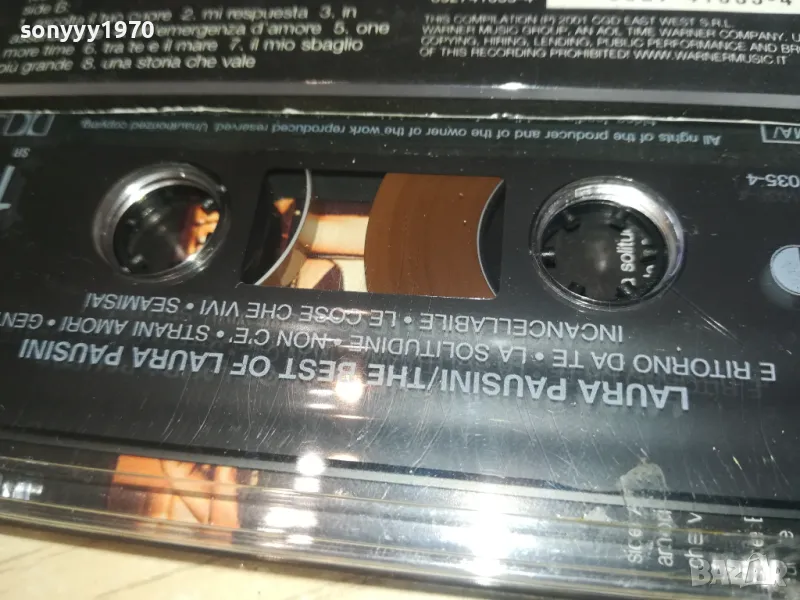 sonyyy1970
side B:
2. mi respuesta 3. in
emergenza d'amore 5. one
more time 6. tra te e il mare 7. il mio sbaglio
più grande 8. una storia che vale
THIS COMPILATION (P) 2001 CGD EAST WEST S.R.L.
WARNER MUSIC GROUP, AN AOL TIME WARNER COMPANY.
COPYING, HIRING, LENDING, PUBLIC PERFORMANCE AND
OF THIS RECORDING PROHIBITED! WWW.WARNERMUSIC.IT
All rights of the producer and of the owner of the work reproduced reserved. Unauthorized copying,
SR
1
035-4
LAURA PAUSINI/THE BEST OF LAURA PAUSINI
E RITORNO DA TE • LA SOLITUDINE • NON C'E' • STRANI AMORI •
INCANCELLABILE • LE COSE CHE VIVI • SEAMISAI
BAZAR